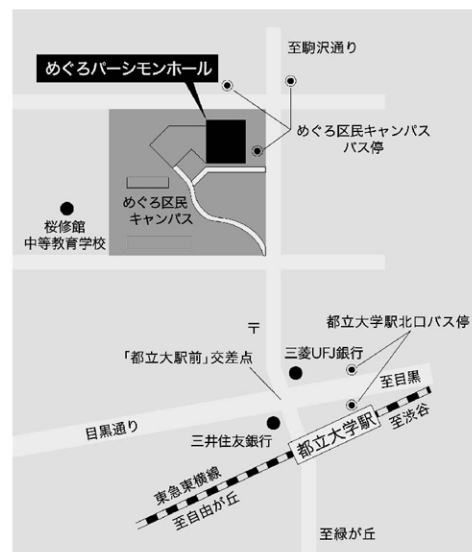 至駒沢通り
めぐろパーシモンホール
めぐろ区民キャンパス
バス停
めぐろ区民
キャンパス
桜修館
中等教育学校
〒
都立大学駅北口バス停
「都立大駅前」交差点
三菱UFJ銀行
至目黒
目黒通り
三井住友銀行
都立大学駅
至渋谷
東急東横線
至自由が丘
至緑が丘